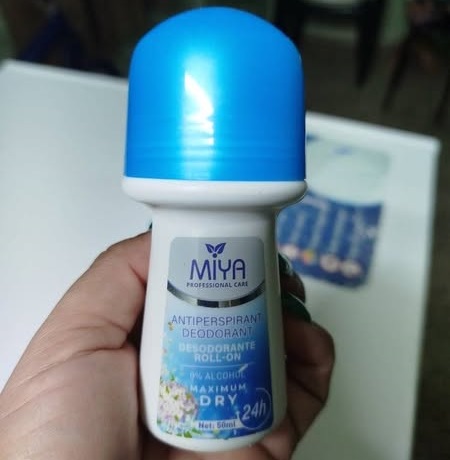 MiYA
PROFESSIONAL CARE
ANTIPERSPIRANT
DEODORANT
DESODORANTE
ROLL-ON
0% ALCOHOL
MAXIMUM
DRY
24h
Net: 50ml